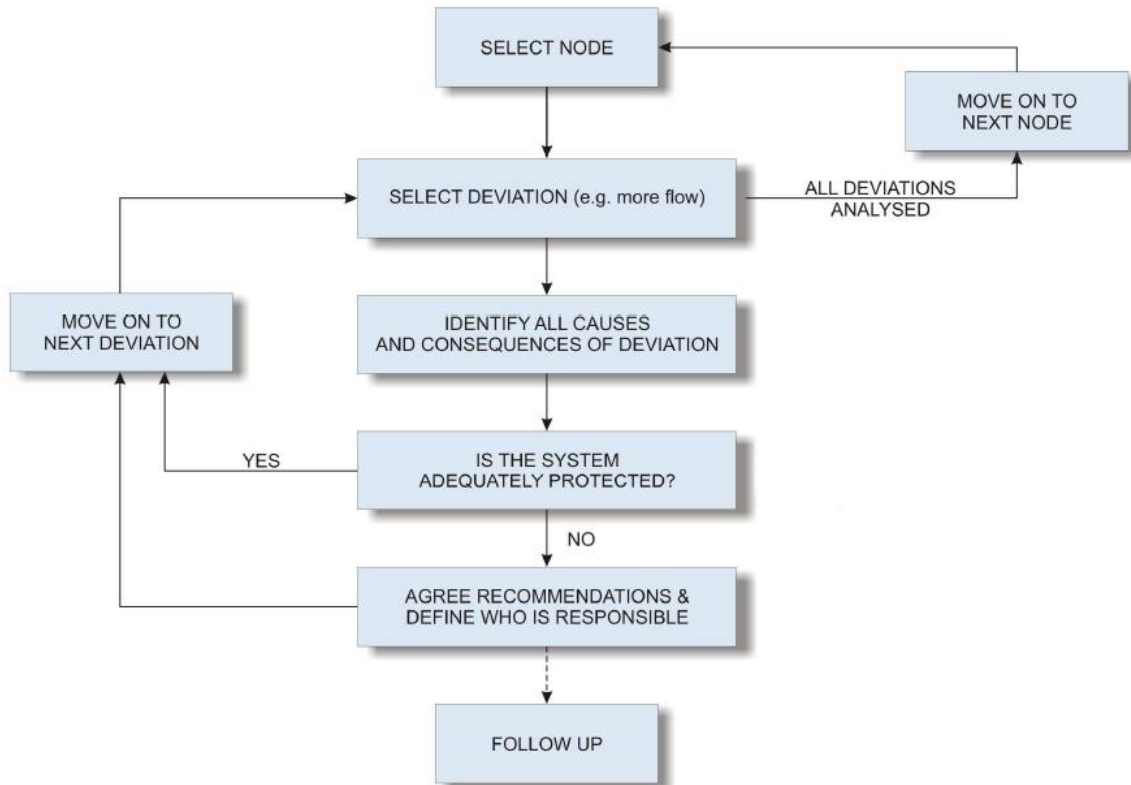 SELECT NODE
MOVE ON TO
NEXT NODE
SELECT DEVIATION (e.g. more flow)
ALL DEVIATIONS
ANALYSED
MOVE ON TO
NEXT DEVIATION
IDENTIFY ALL CAUSES
AND CONSEQUENCES OF DEVIATION
YES
IS THE SYSTEM
ADEQUATELY PROTECTED?
NO
AGREE RECOMMENDATIONS &
DEFINE WHO IS RESPONSIBLE
FOLLOW UP